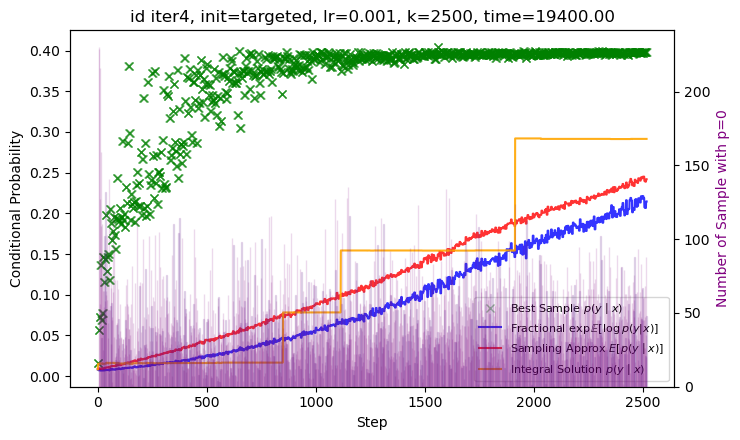 id iter4, init=targeted, lr=0.001, k=2500, time=19400.00
Conditional Probability
0.40
0.35
0.30
0.25
0.20
0.15
0.10
0.05
0.00
200
150
100
50
0
Number of Sample with p=0
Best Sample p(y | x)
Fractional exp𝔼[log p(y|x)]
Sampling Approx 𝔼[p(y | x)]
Integral Solution p(y | x)
0
500
1000
1500
2000
2500
Step